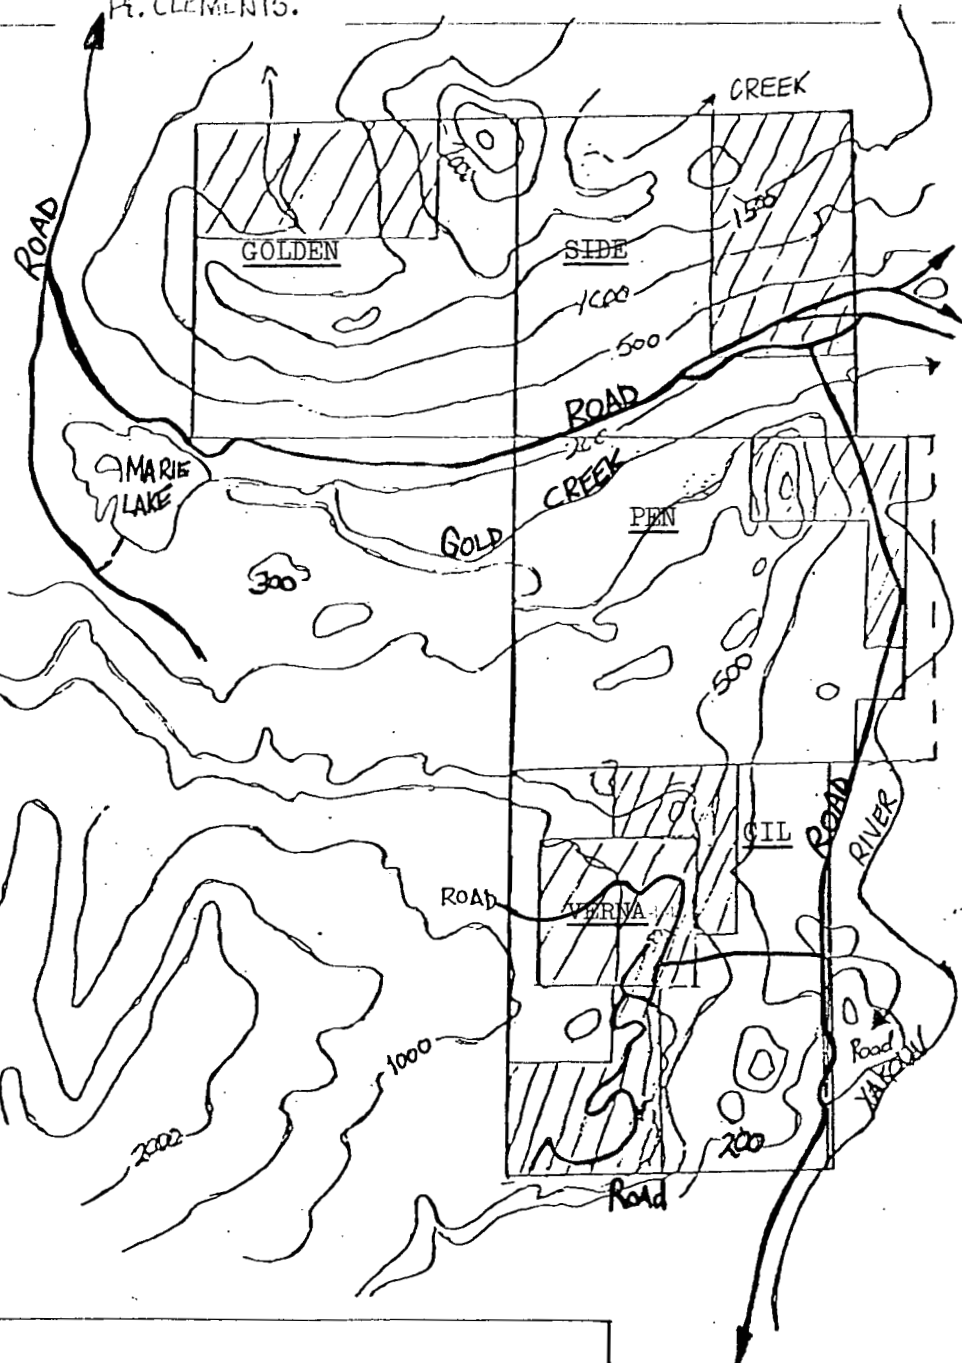 R. CLEMENTS.
CREEK
ROAD
1500
GOLDEN
SIDE
1000
500
ROAD
MARIE
LAKE
CREEK
PEN
GOLD
300
500
ROAD
RIVER
GIL
ROAD
VERNA
1000
Road
YAKOUN
2000
200
Road